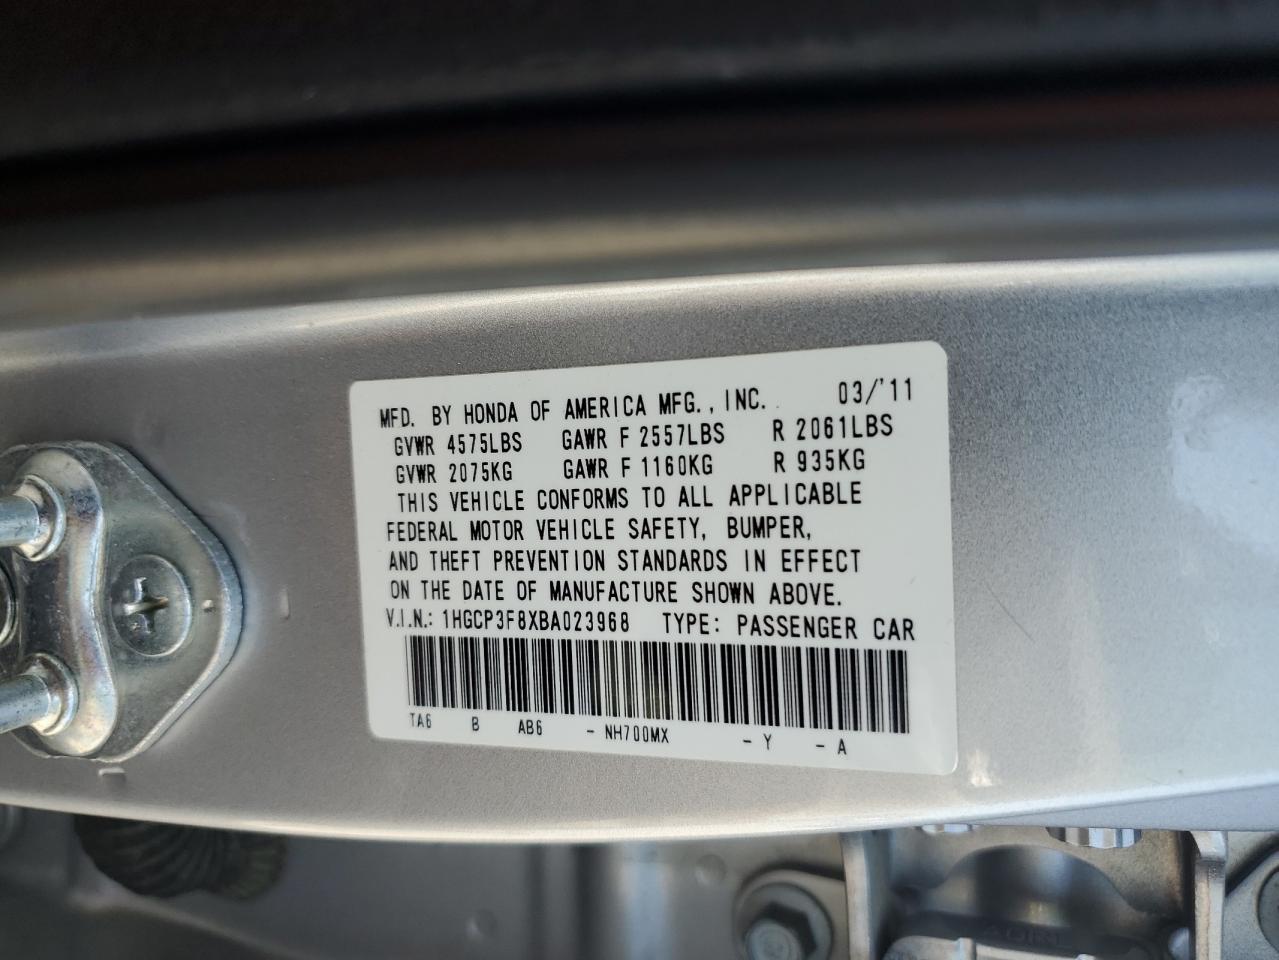 MFD. BY HONDA OF AMERICA MFG., INC. 03/'11
GVWR 4575LBS GAWR F 2557LBS R 2061LBS
GVWR 2075KG GAWR F 1160KG R 935KG
THIS VEHICLE CONFORMS TO ALL APPLICABLE
FEDERAL MOTOR VEHICLE SAFETY, BUMPER,
AND THEFT PREVENTION STANDARDS IN EFFECT
ON THE DATE OF MANUFACTURE SHOWN ABOVE.
V.I.N.: 1HGCP3F8XBA023968 TYPE: PASSENGER CAR
TA6 B AB6 - NH700MX - Y - A